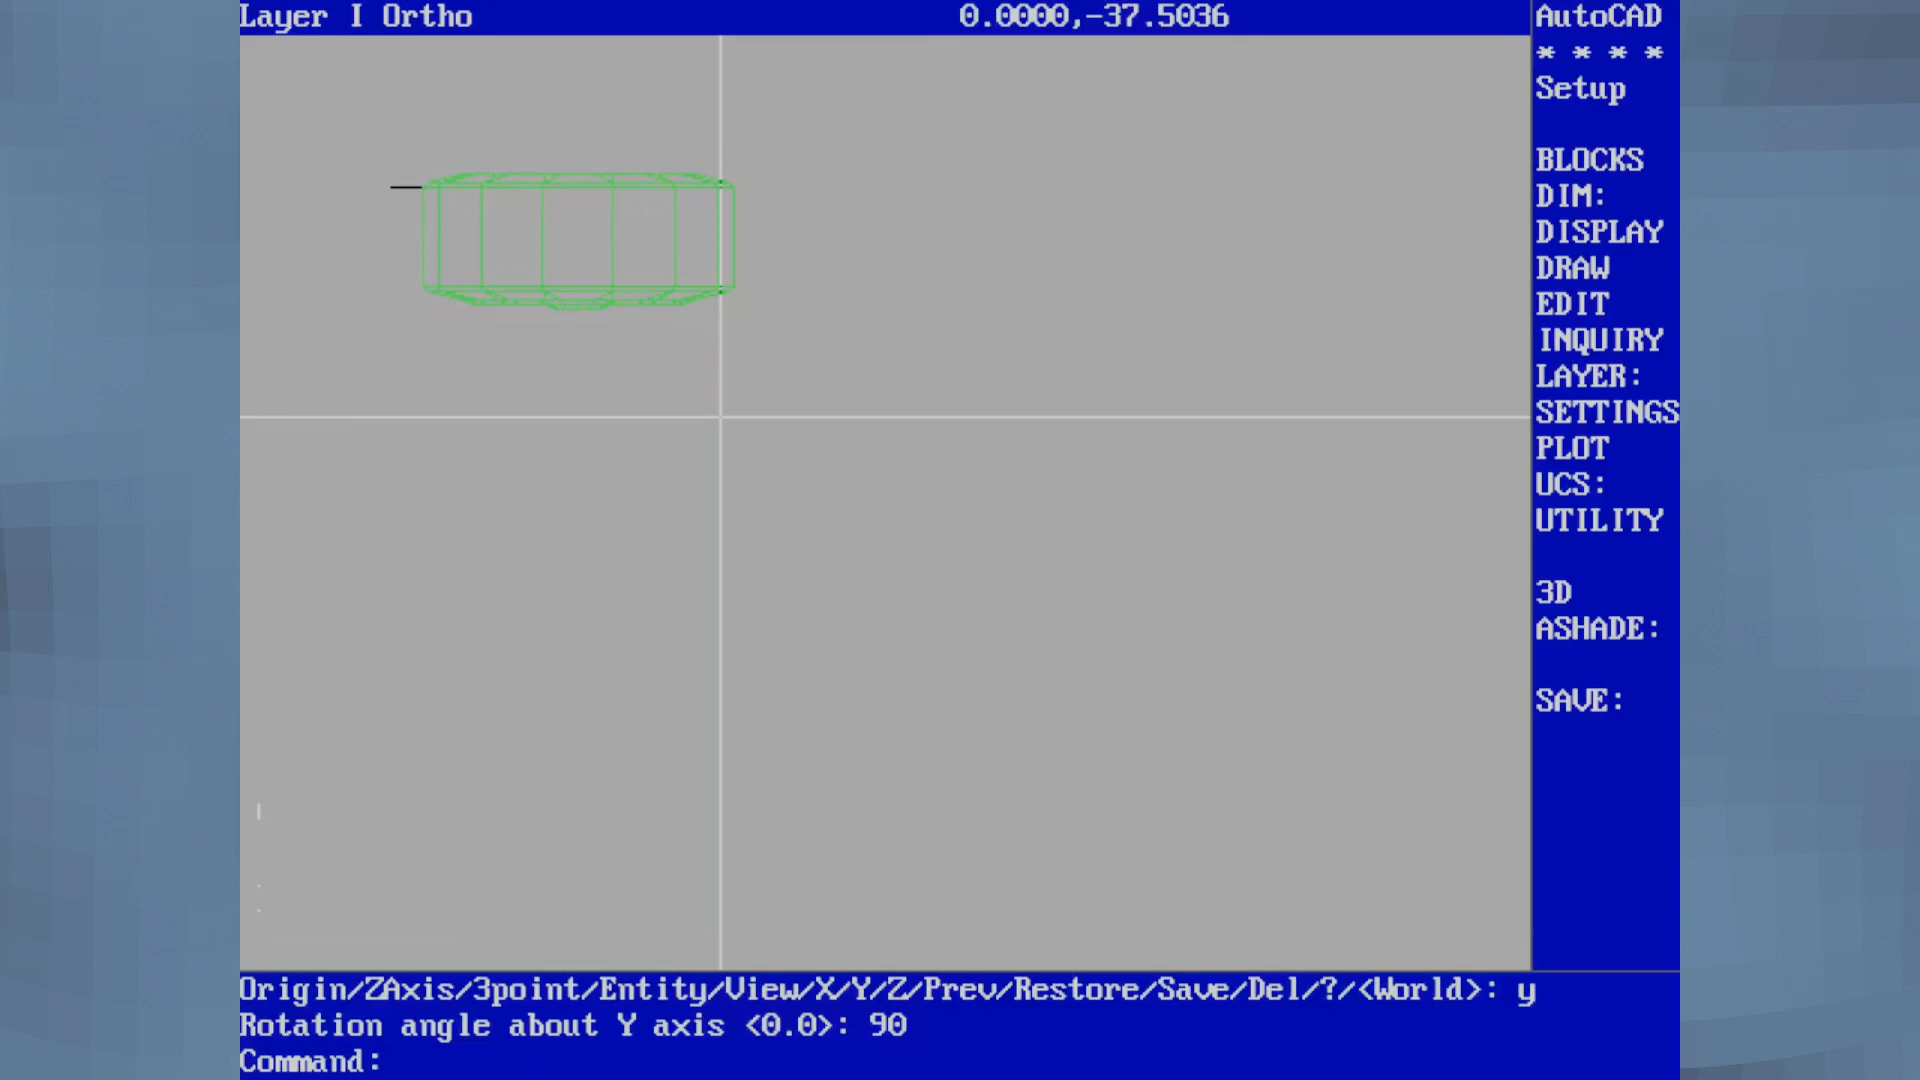 Layer I Ortho 0.0000,-37.5036
AutoCAD
* * * *
Setup
BLOCKS
DIM:
DISPLAY
DRAW
EDIT
INQUIRY
LAYER:
SETTINGS
PLOT
UCS:
UTILITY
3D
ASHADE:
SAVE:
Origin/ZAxis/3point/Entity/View/X/Y/Z/Prev/Restore/Save/Del/?/<World>: y
Rotation angle about Y axis <0.0>: 90
Command: